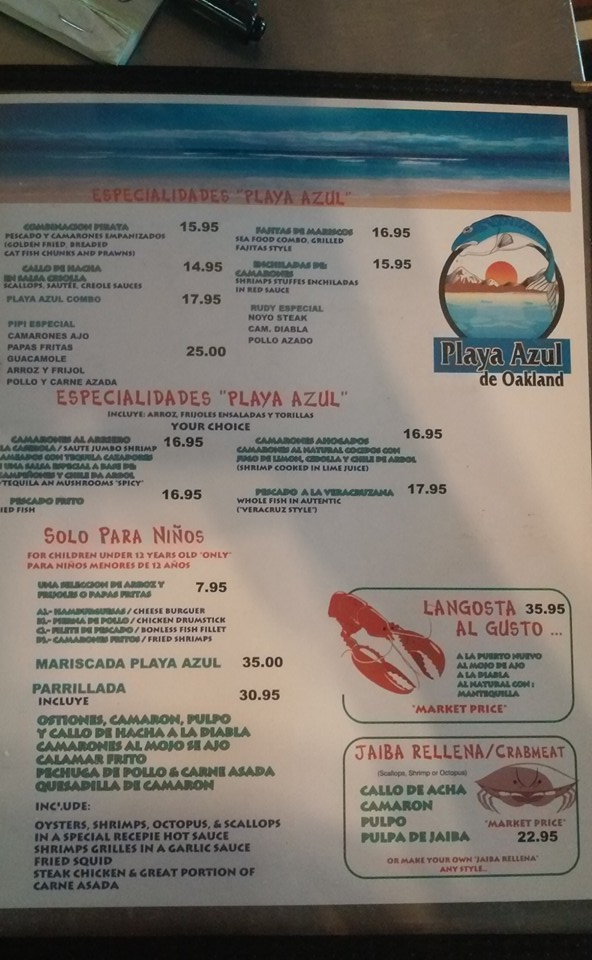 ESPECIALIDADES "PLAYA AZUL"
COMBINACION PIRATA 15.95
PESCADO Y CAMARONES EMPANIZADOS
(GOLDEN FRIED, BREADED
CAT FISH CHUNKS AND PRAWNS)
CALLO DE HACHA 14.95
EN SALSA CRIOLLA
SCALLOPS, SAUTEE, CREOLE SAUCES
PLAYA AZUL COMBO 17.95
PIPI ESPECIAL
CAMARONES AJO
PAPAS FRITAS
GUACAMOLE 25.00
ARROZ Y FRIJOL
POLLO Y CARNE AZADA
FAJITAS DE MARISCOS 16.95
SEA FOOD COMBO, GRILLED
FAJITAS STYLE
ENCHILADAS DE: 15.95
CAMARONES
SHRIMPS STUFFES ENCHILADAS
IN RED SAUCE
RUDY ESPECIAL
NOYO STEAK
CAM. DIABLA
POLLO AZADO
Playa Azul
de Oakland
ESPECIALIDADES "PLAYA AZUL"
INCLUYE: ARROZ, FRIJOLES ENSALADAS Y TORILLAS
YOUR CHOICE
CAMARONES AL ARRIERO 16.95
LA CASEROLA / SAUTE JUMBO SHRIMP
AMEADOS CON TEQUILA CAZADORES
N UNA SALSA ESPECIAL A BASE DE:
AMPEÑONES Y CHILE DA ARBOL
TEQUILA AN MUSHROOMS "SPICY"
PESCADO FRITO 16.95
IED FISH
CAMARONES AHOGADOS 16.95
CAMARONES AL NATURAL COCIDOS CON
JUGO DE LIMON, CEBOLLA Y CHILE DE ARBOL
(SHRIMP COOKED IN LIME JUICE)
PESCADO A LA VERACRUZANA 17.95
WHOLE FISH IN AUTENTIC
("VERACRUZ STYLE")
SOLO PARA NIÑOS
FOR CHILDREN UNDER 12 YEARS OLD "ONLY"
PARA NIÑOS MENORES DE 12 AÑOS
UNA SELECCION DE ARROZ Y 7.95
FRIJOLES O PAPAS FRITAS
A).- HAMBURGUESAS / CHEESE BURGUER
B).- PIERNA DE POLLO / CHICKEN DRUMSTICK
C).- FILETE DE PESCADO / BONLESS FISH FILLET
D).- CAMARONES FRITOS / FRIED SHRIMPS
MARISCADA PLAYA AZUL 35.00
PARRILLADA 30.95
INCLUYE
OSTIONES, CAMARON, PULPO
Y CALLO DE HACHA A LA DIABLA
CAMARONES AL MOJO SE AJO
CALAMAR FRITO
PECHUGA DE POLLO & CARNE ASADA
QUESADILLA DE CAMARON
INCLUDE:
OYSTERS, SHRIMPS, OCTOPUS, & SCALLOPS
IN A SPECIAL RECEPIE HOT SAUCE
SHRIMPS GRILLES IN A GARLIC SAUCE
FRIED SQUID
STEAK CHICKEN & GREAT PORTION OF
CARNE ASADA
LANGOSTA 35.95
AL GUSTO ...
A LA PUERTO NUEVO
AL MOJO DE AJO
A LA DIABLA
AL NATURAL CON :
MANTEQUILLA
"MARKET PRICE"
JAIBA RELLENA/CRABMEAT
(Scallops, Shrimp or Octopus)
CALLO DE ACHA
CAMARON
PULPO "MARKET PRICE"
PULPA DE JAIBA 22.95
OR MAKE YOUR OWN "JAIBA RELLENA"
ANY STYLE..